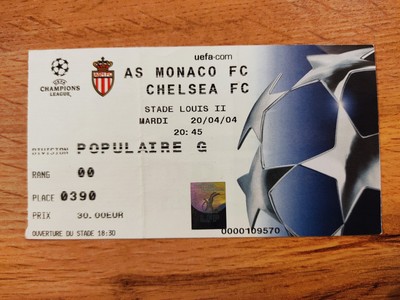 uefa.com
CHAMPIONS
LEAGUE
AS MONACO FC
CHELSEA FC
STADE LOUIS II
MARDI 20/04/04
20:45
DIVISION POPULAIRE G
RANG 00
PLACE 0390
PRIX 30.00EUR
0000109570
OUVERTURE DU STADE 18:30